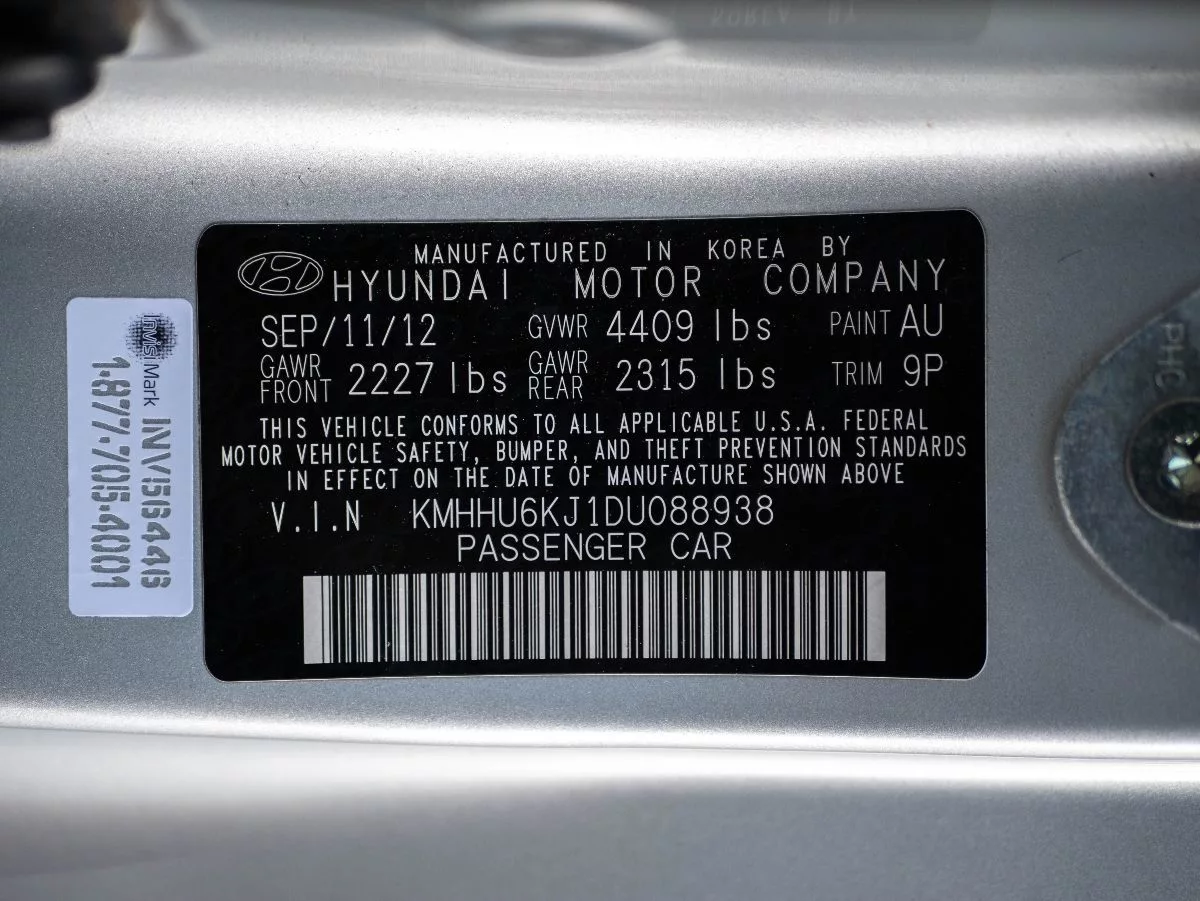 MANUFACTURED IN KOREA BY
HYUNDAI MOTOR COMPANY
SEP/11/12 GVWR 4409 lbs PAINT AU
GAWR FRONT 2227 lbs GAWR REAR 2315 lbs TRIM 9P
THIS VEHICLE CONFORMS TO ALL APPLICABLE U.S.A. FEDERAL
MOTOR VEHICLE SAFETY, BUMPER, AND THEFT PREVENTION STANDARDS
IN EFFECT ON THE DATE OF MANUFACTURE SHOWN ABOVE
V.I.N KMHHU6KJ1DU088938
PASSENGER CAR
InVisiMark INV564446
1·877·705·4001
PHC